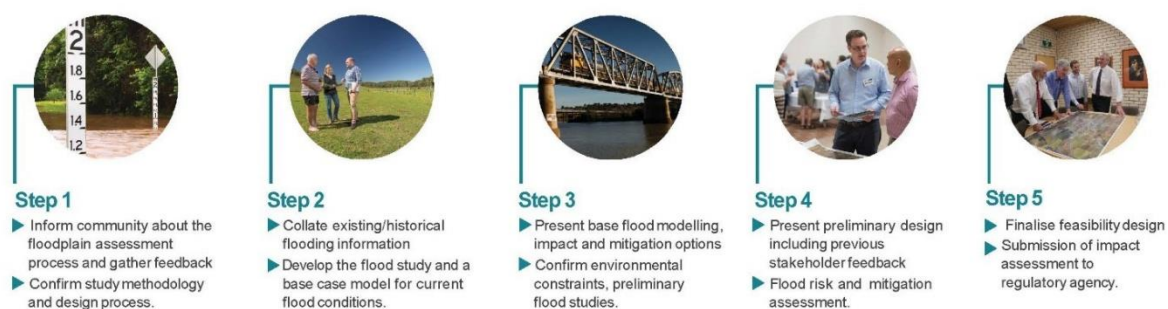 2
1.8
1.6
1.4
1.2
Step 1
Inform community about the
floodplain assessment
process and gather feedback
Confirm study methodology
and design process.
Step 2
Collate existing/historical
flooding information
Develop the flood study and a
base case model for current
flood conditions.
Step 3
Present base flood modelling,
impact and mitigation options
Confirm environmental
constraints, preliminary
flood studies.
Step 4
Present preliminary design
including previous
stakeholder feedback
Flood risk and mitigation
assessment.
Step 5
Finalise feasibility design
Submission of impact
assessment to
regulatory agency.